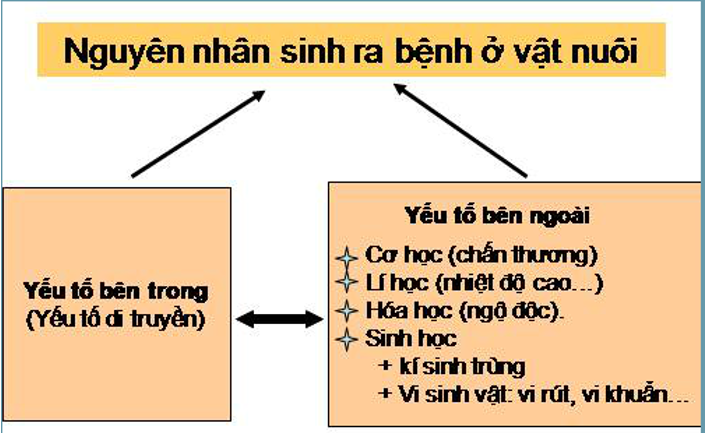 Nguyên nhân sinh ra bệnh ở vật nuôi
Yếu tố bên trong
(Yếu tố di truyền)
Yếu tố bên ngoài
Cơ học (chấn thương)
Lí học (nhiệt độ cao...)
Hóa học (ngộ độc).
Sinh học
+ kí sinh trùng
+ Vi sinh vật: vi rút, vi khuẩn...